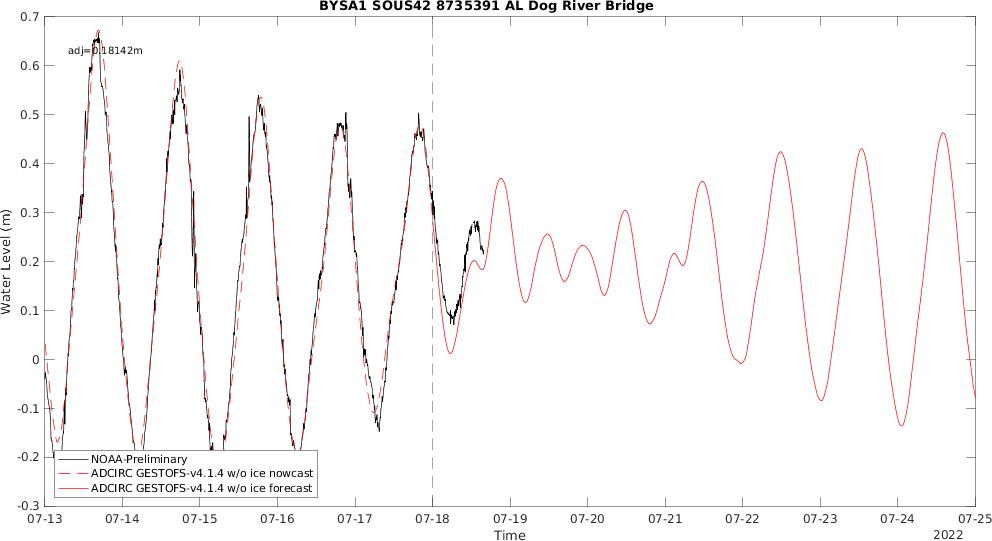 BYSA1 SOUS42 8735391 AL Dog River Bridge
adj=0.18142m
Water Level (m)
0.7
0.6
0.5
0.4
0.3
0.2
0.1
0
-0.1
-0.2
-0.3
NOAA-Preliminary
ADCIRC GESTOFS-v4.1.4 w/o ice nowcast
ADCIRC GESTOFS-v4.1.4 w/o ice forecast
07-13 07-14 07-15 07-16 07-17 07-18 07-19 07-20 07-21 07-22 07-23 07-24 07-25
Time
2022